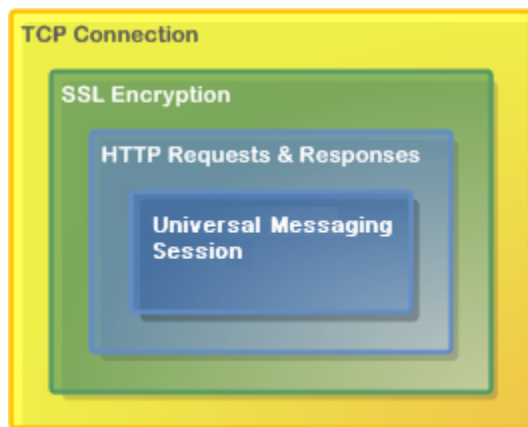 TCP Connection
SSL Encryption
HTTP Requests & Responses
Universal Messaging
Session